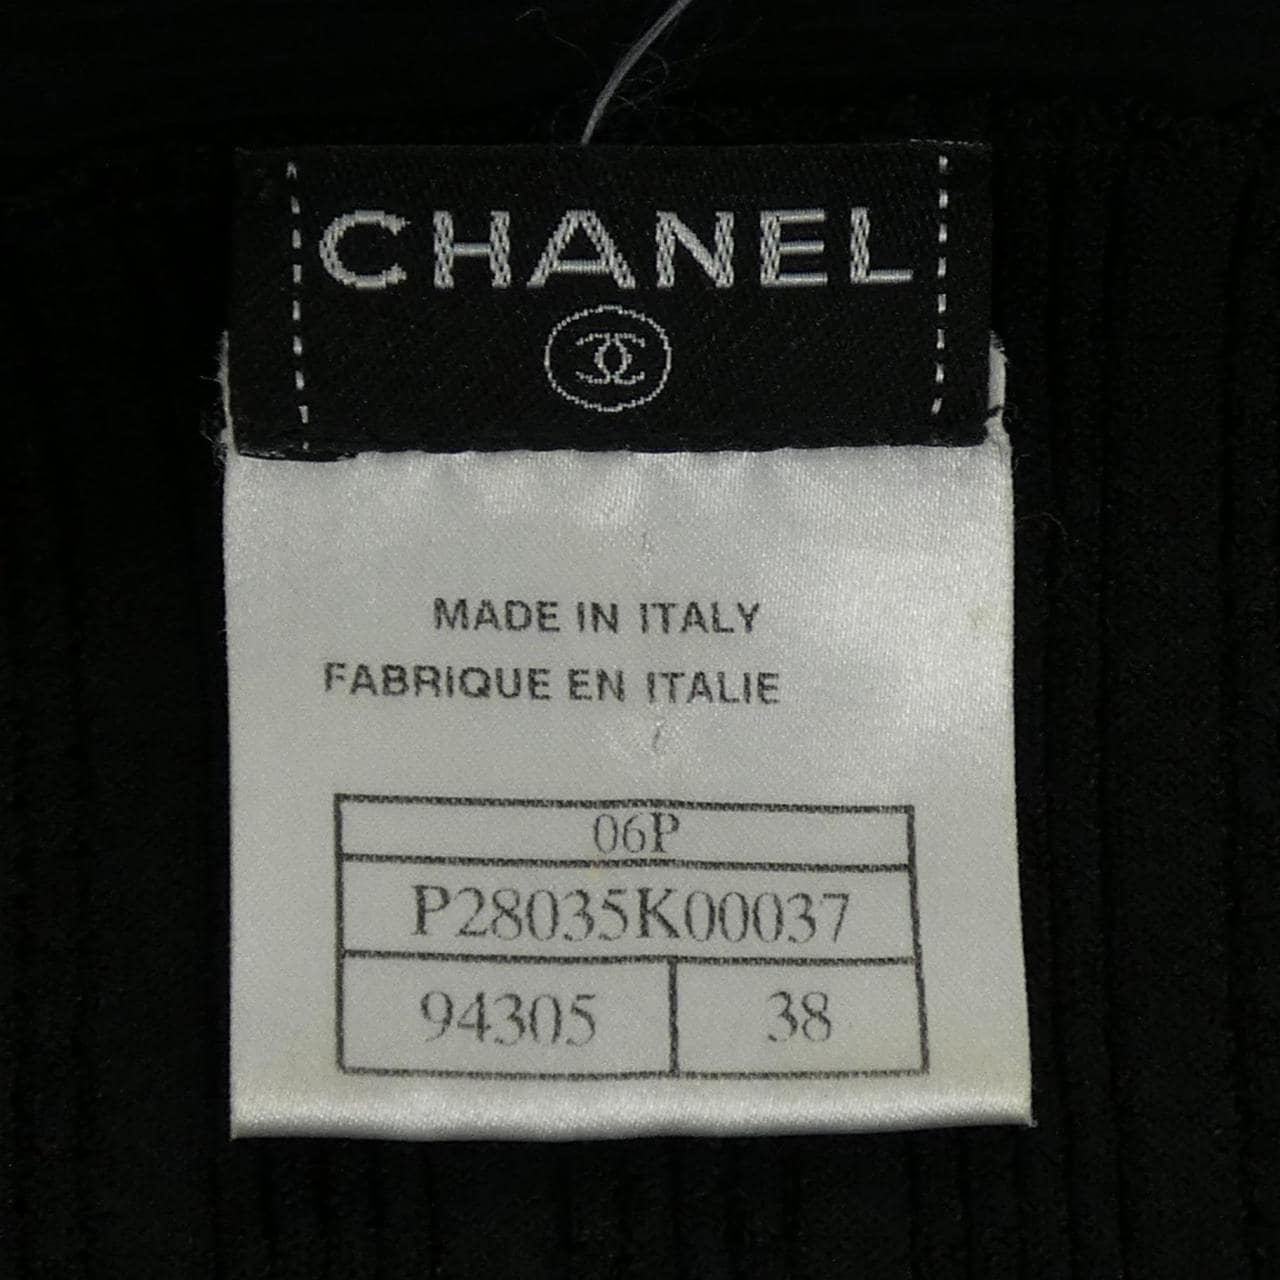 CHANEL
MADE IN ITALY
FABRIQUE EN ITALIE
06P
P28035K00037
94305 38